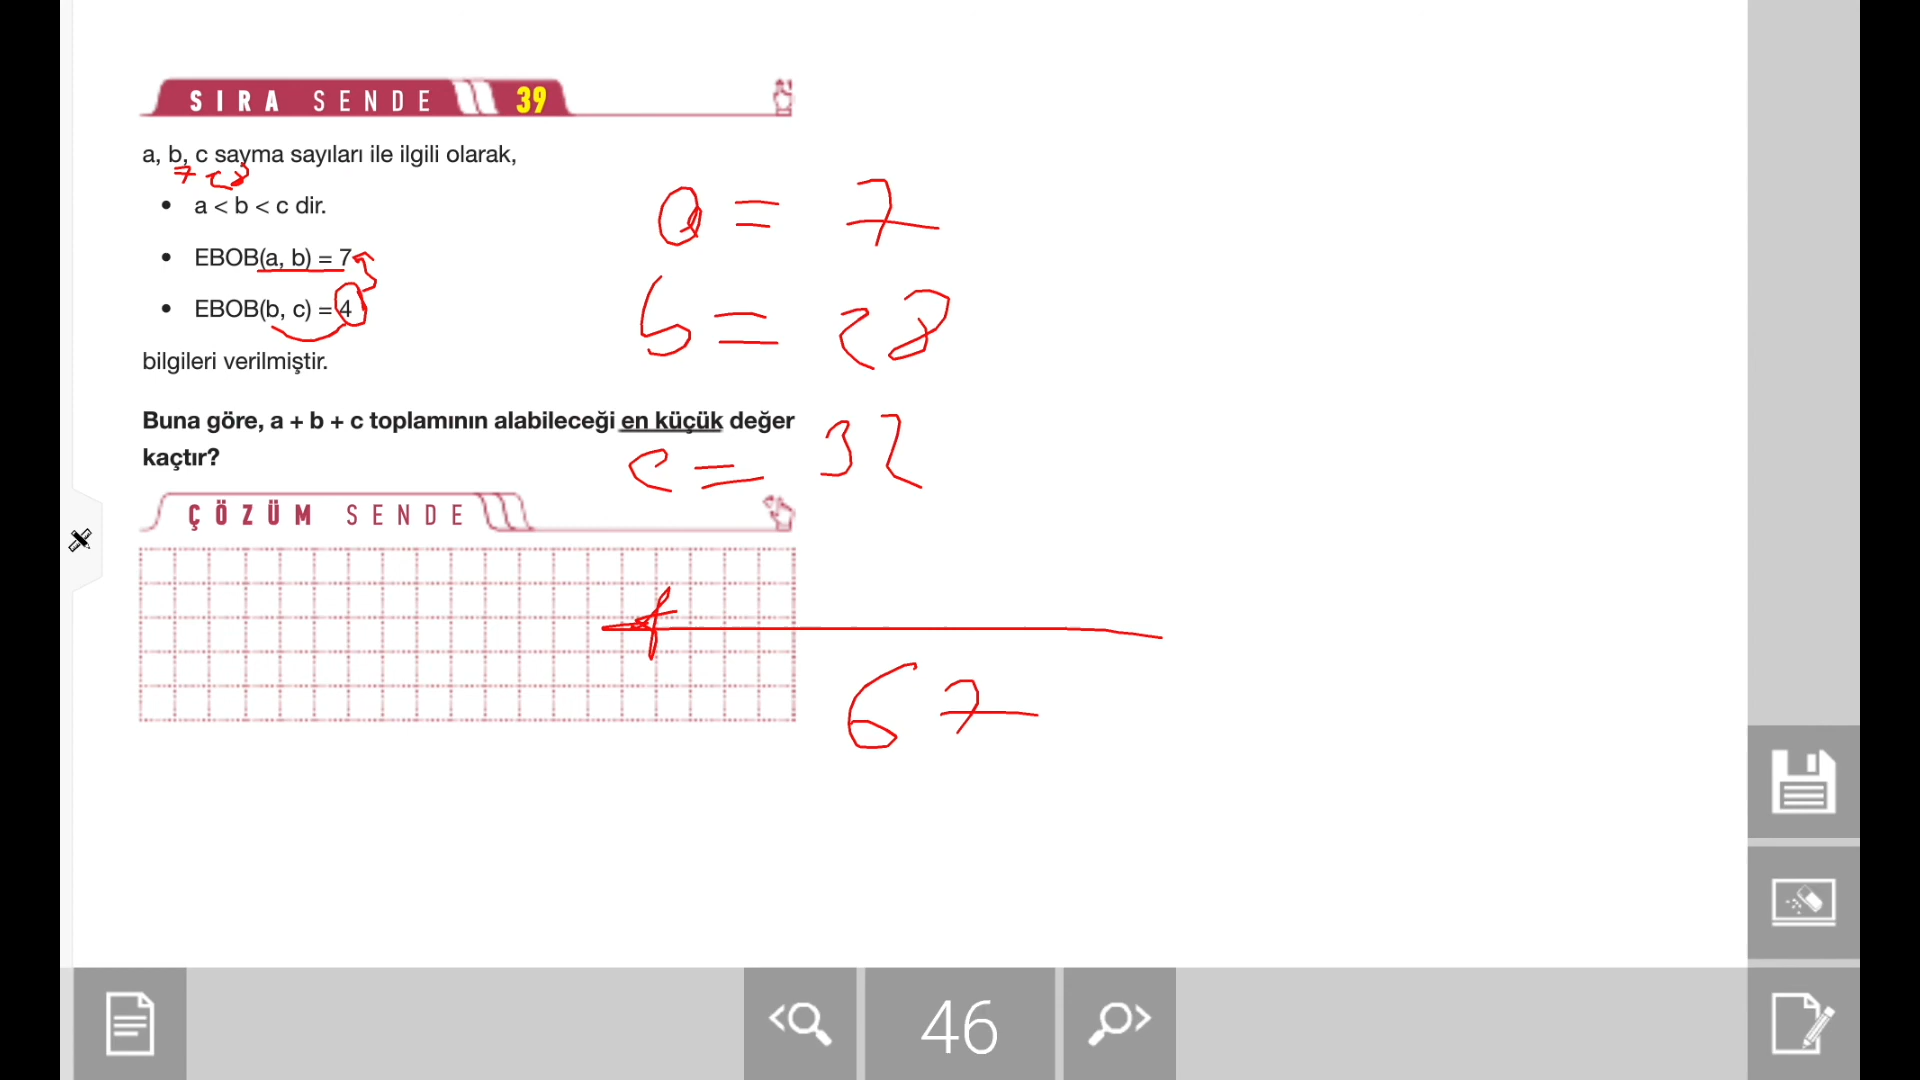 SIRA SENDE 39
a, b, c sayma sayıları ile ilgili olarak,
7 28
• a < b < c dir.
• EBOB(a, b) = 7
• EBOB(b, c) = 4
bilgileri verilmiştir.
Buna göre, a + b + c toplamının alabileceği en küçük değer
kaçtır?
ÇÖZÜM SENDE
a = 7
b = 28
c = 32
+
67
46